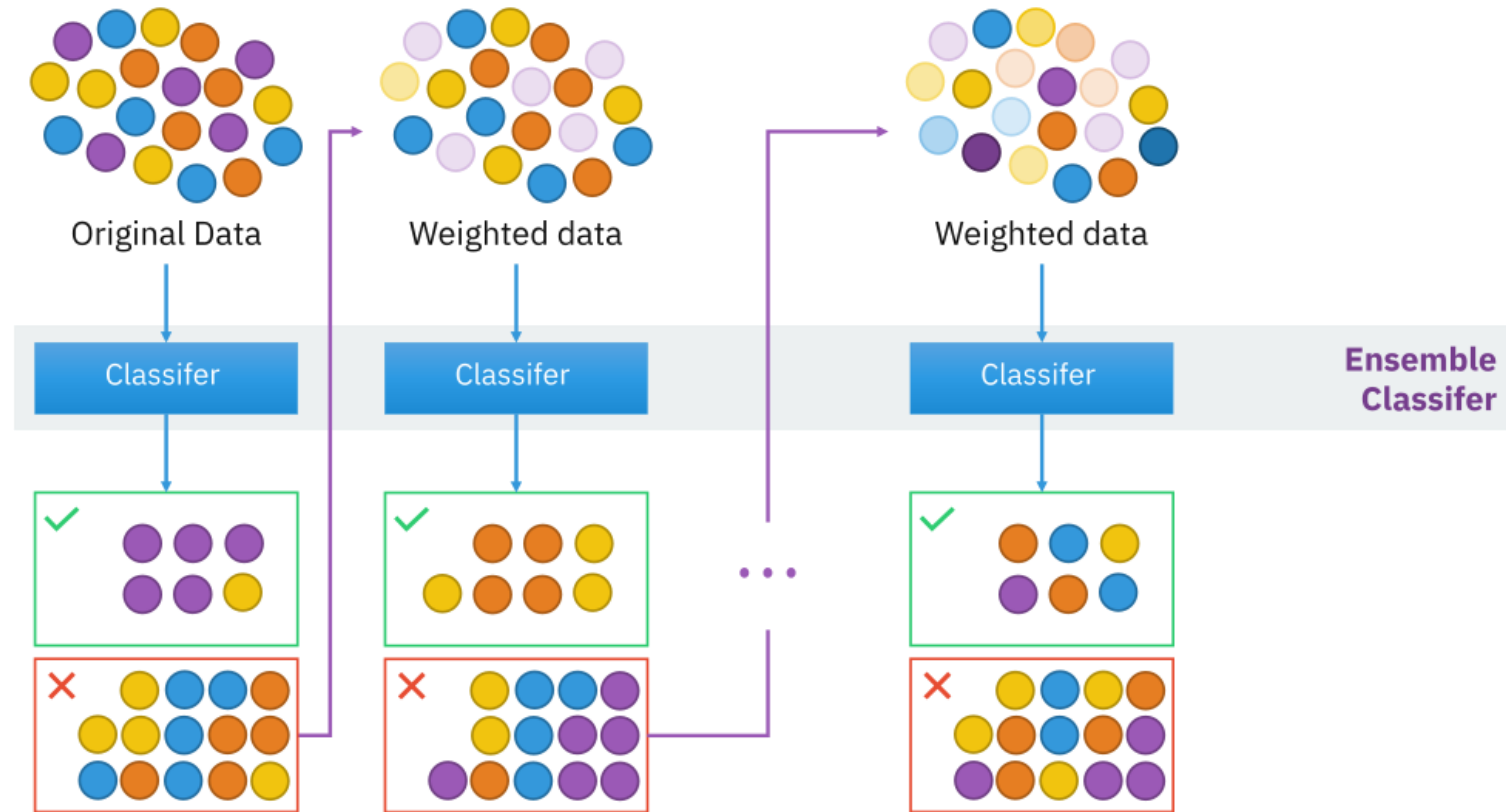 Original Data
Weighted data
Weighted data
Classifer
Classifer
Classifer
Ensemble
Classifer